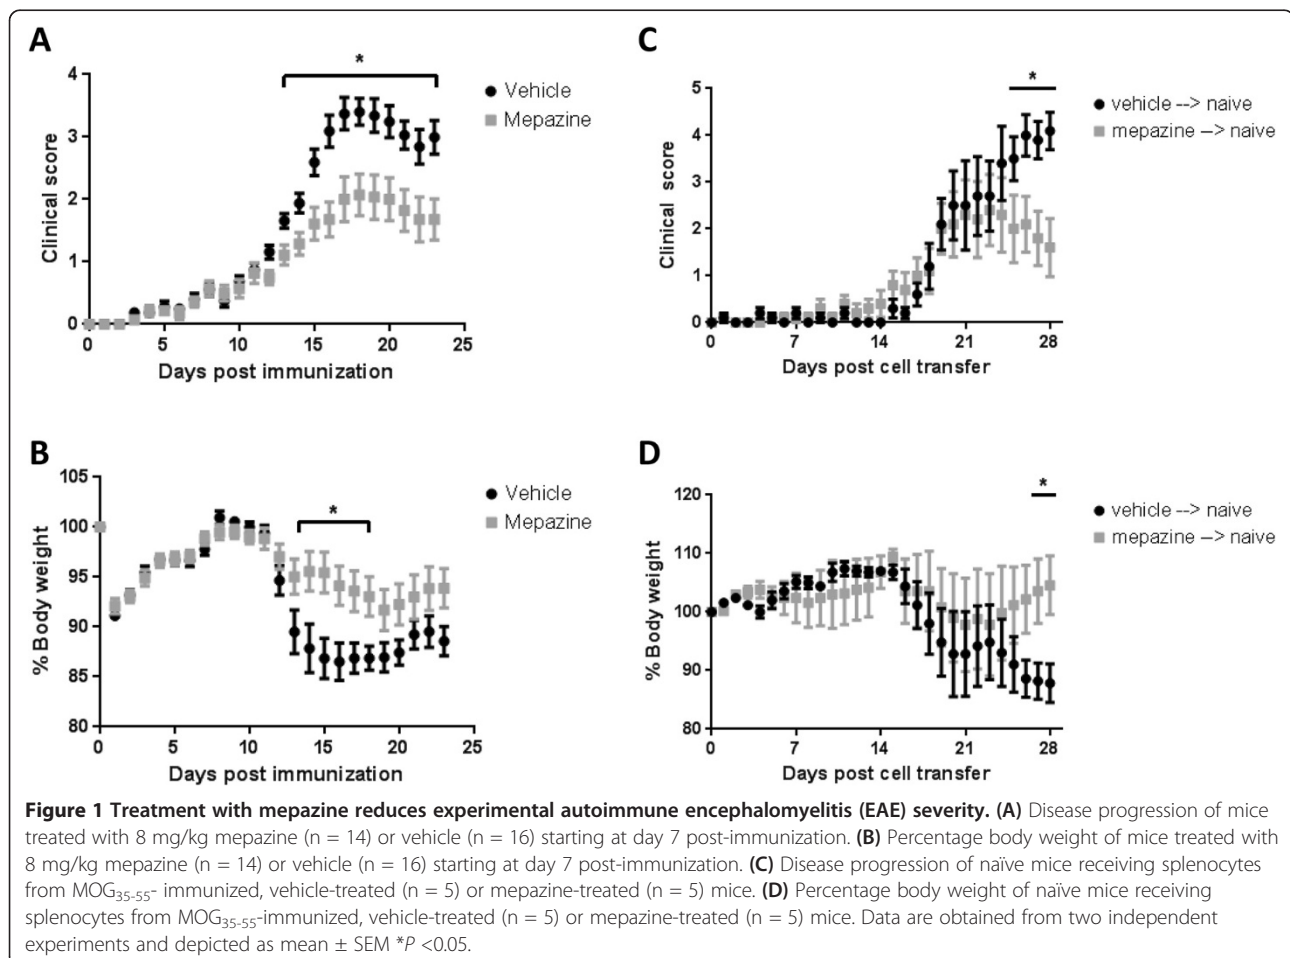 A
*
4
3
2
1
0
Clinical score
0 5 10 15 20 25
Days post immunization
Vehicle
Mepazine
C
*
5
4
3
2
1
0
Clinical score
0 7 14 21 28
Days post cell transfer
vehicle --> naive
mepazine --> naive
B
*
105
100
95
90
85
80
% Body weight
0 5 10 15 20 25
Days post immunization
Vehicle
Mepazine
D
*
120
110
100
90
80
% Body weight
0 7 14 21 28
Days post cell transfer
vehicle --> naive
mepazine --> naive
Figure 1 Treatment with mepazine reduces experimental autoimmune encephalomyelitis (EAE) severity. (A) Disease progression of mice
treated with 8 mg/kg mepazine (n = 14) or vehicle (n = 16) starting at day 7 post-immunization. (B) Percentage body weight of mice treated with
8 mg/kg mepazine (n = 14) or vehicle (n = 16) starting at day 7 post-immunization. (C) Disease progression of naïve mice receiving splenocytes
from MOG35-55- immunized, vehicle-treated (n = 5) or mepazine-treated (n = 5) mice. (D) Percentage body weight of naïve mice receiving
splenocytes from MOG35-55-immunized, vehicle-treated (n = 5) or mepazine-treated (n = 5) mice. Data are obtained from two independent
experiments and depicted as mean ± SEM *P <0.05.